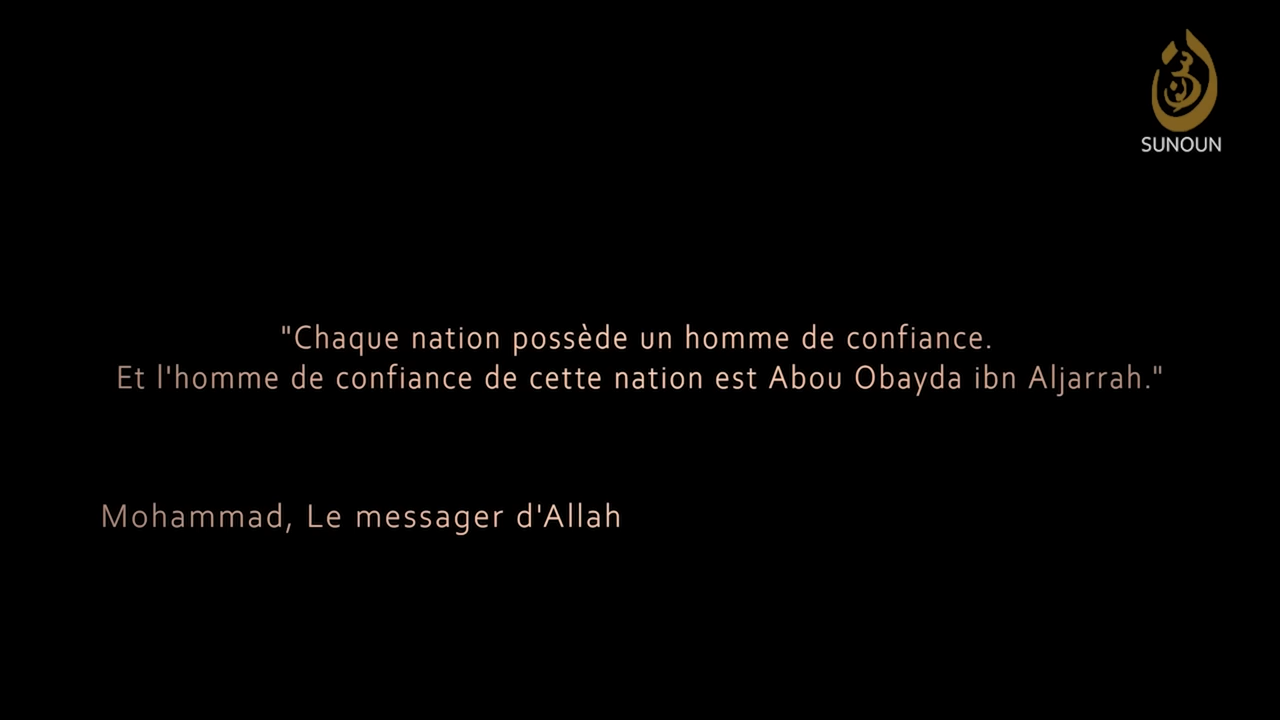 SUNOUN
"Chaque nation possède un homme de confiance.
Et l'homme de confiance de cette nation est Abou Obayda ibn Aljarrah."
Mohammad, Le messager d'Allah